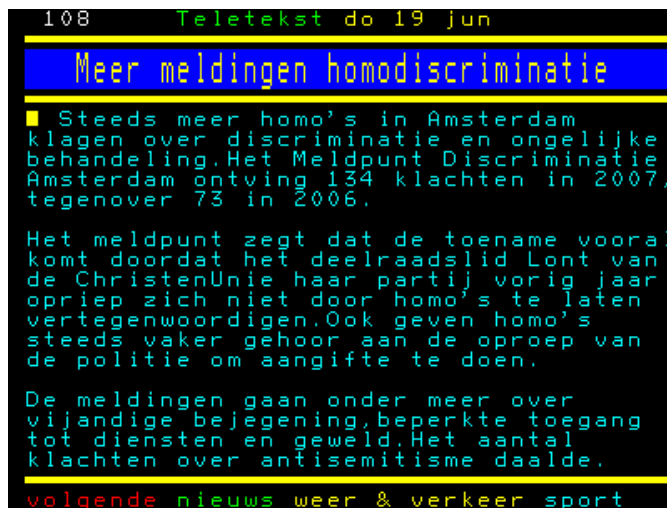 108 Teletekst do 19 jun
Meer meldingen homodiscriminatie
Steeds meer homo's in Amsterdam
klagen over discriminatie en ongelijke
behandeling.Het Meldpunt Discriminatie
Amsterdam ontving 134 klachten in 2007,
tegenover 73 in 2006.
Het meldpunt zegt dat de toename vooral
komt doordat het deelraadslid Lont van
de ChristenUnie haar partij vorig jaar
opriep zich niet door homo's te laten
vertegenwoordigen.Ook geven homo's
steeds vaker gehoor aan de oproep van
de politie om aangifte te doen.
De meldingen gaan onder meer over
vijandige bejegening,beperkte toegang
tot diensten en geweld.Het aantal
klachten over antisemitisme daalde.
volgende nieuws weer & verkeer sport